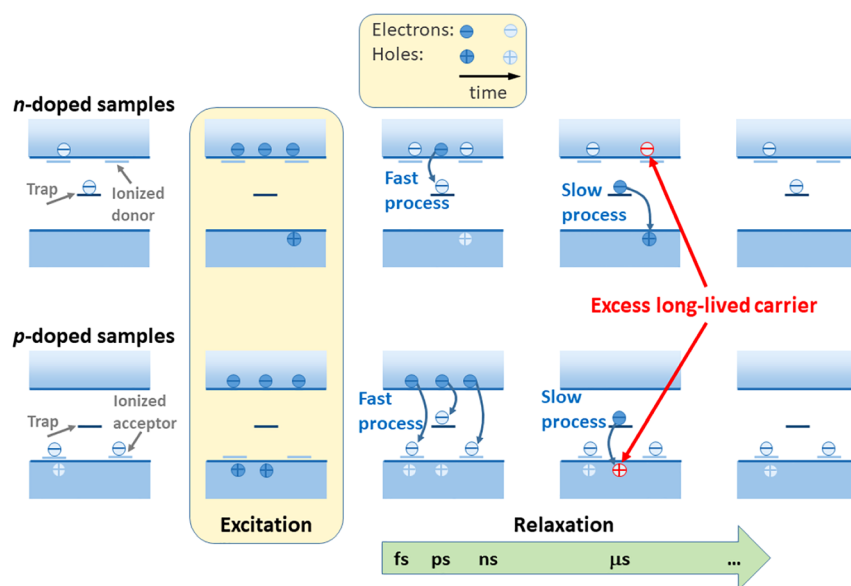 Electrons:
Holes:
time
n-doped samples
Trap
Ionized
donor
Fast
process
Slow
process
Excess long-lived carrier
p-doped samples
Ionized
acceptor
Trap
Fast
process
Slow
process
Excitation
Relaxation
fs ps ns µs ...